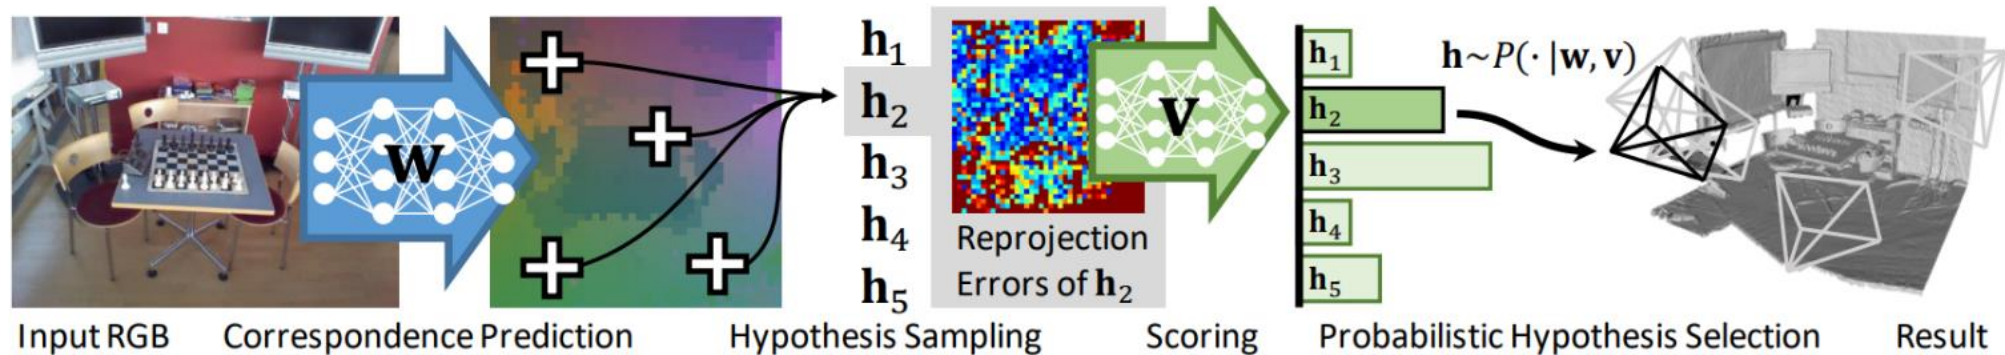 w
h₁
h₂
h₃
h₄
h₅
Reprojection
Errors of h₂
v
h₁
h₂
h₃
h₄
h₅
h~P(· |w, v)
Input RGB
Correspondence Prediction
Hypothesis Sampling
Scoring
Probabilistic Hypothesis Selection
Result